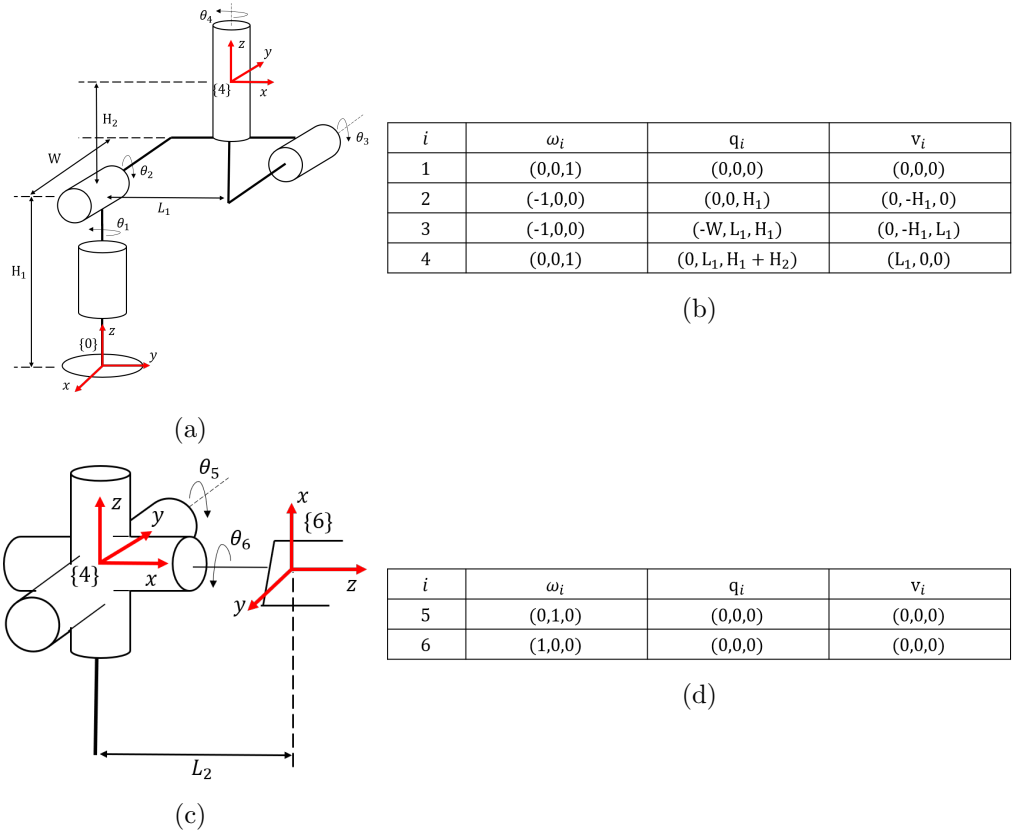 θ₄
z
y
{4}
x
H₂
θ₃
W
θ₂
L₁
θ₁
H₁
z
{0}
y
x
(a)
i ωᵢ qᵢ vᵢ
1 (0,0,1) (0,0,0) (0,0,0)
2 (-1,0,0) (0,0,H₁) (0,-H₁,0)
3 (-1,0,0) (-W,L₁,H₁) (0,-H₁,L₁)
4 (0,0,1) (0,L₁,H₁ + H₂) (L₁,0,0)
(b)
θ₅
z
y
x
{6}
θ₆
{4}
x
z
y
L₂
(c)
i ωᵢ qᵢ vᵢ
5 (0,1,0) (0,0,0) (0,0,0)
6 (1,0,0) (0,0,0) (0,0,0)
(d)